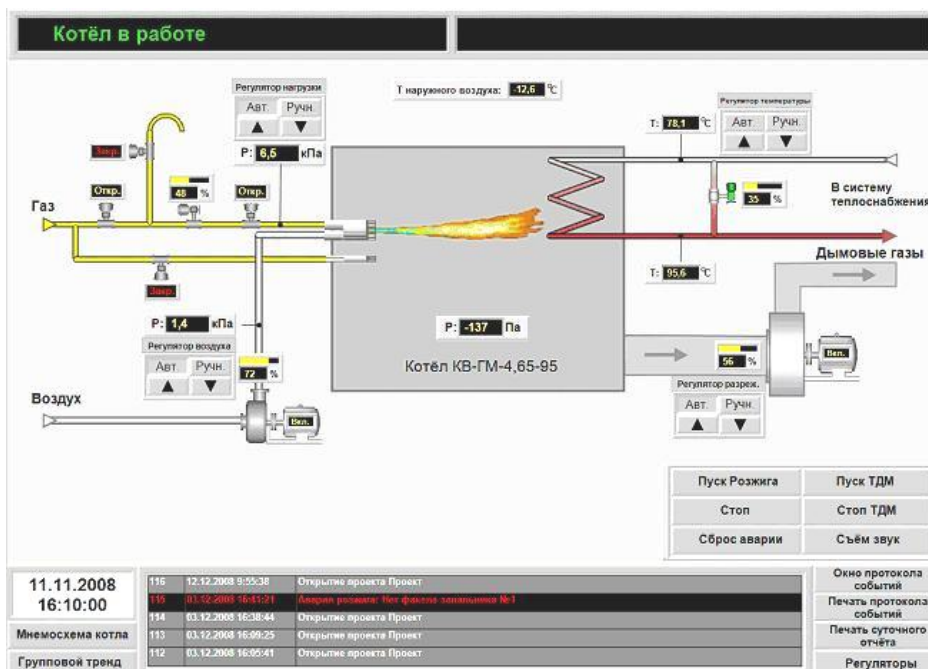 Котёл в работе
Регулятор нагрузки
Авт. Ручн.
Т наружного воздуха: -12,6 °С
Регулятор температуры
Авт. Ручн.
Закр.
P: 6,5 кПа
T: 78,1 °С
Откр.
48 %
Откр.
35 %
В систему
теплоснабжения
Газ
Дымовые газы
Закр.
T: 95,6 °С
P: 1,4 кПа
P: -137 Па
Регулятор воздуха
Авт. Ручн.
72 %
Котёл КВ-ГМ-4,65-95
56 %
Вкл.
Регулятор разреж.
Авт. Ручн.
Воздух
Вкл.
Пуск Розжига Пуск ТДМ
Стоп Стоп ТДМ
Сброс аварии Съём звук
11.11.2008
16:10:00
Мнемосхема котла
Групповой тренд
116 12.12.2008 9:55:38 Открытие проекта Проект
115 03.12.2008 16:41:21 Авария розжига: Нет факела запальника №1
114 03.12.2008 16:38:44 Открытие проекта Проект
113 03.12.2008 16:09:25 Открытие проекта Проект
112 03.12.2008 16:05:41 Открытие проекта Проект
Окно протокола
событий
Печать протокола
событий
Печать суточного
отчёта
Регуляторы